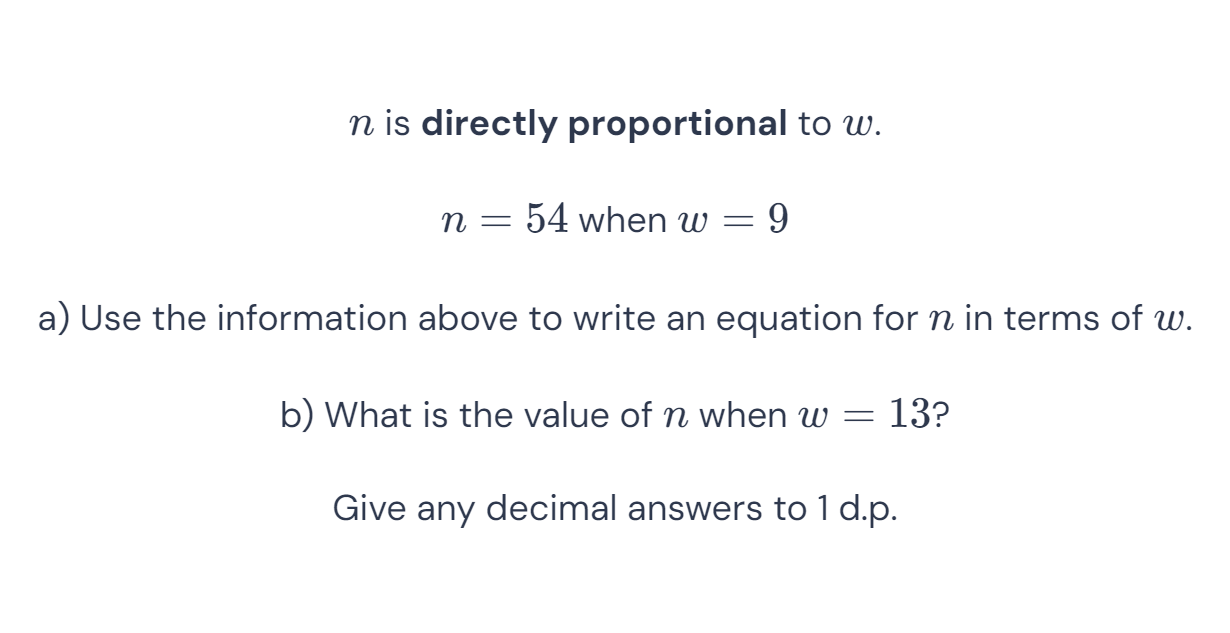 n is directly proportional to w.
n = 54 when w = 9
a) Use the information above to write an equation for n in terms of w.
b) What is the value of n when w = 13?
Give any decimal answers to 1 d.p.